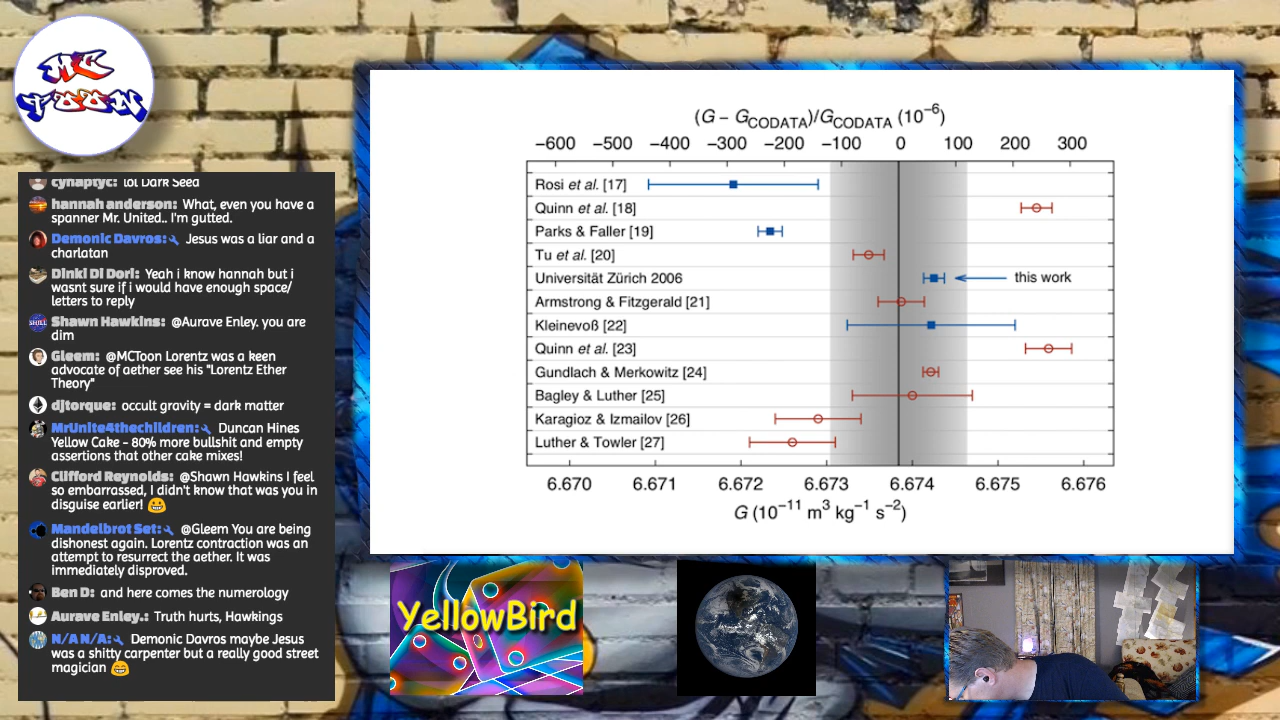 MC
TOON
cynaptyc: lol Dark Seed
hannah anderson: What, even you have a
spanner Mr. United.. I'm gutted.
Demonic Davros: Jesus was a liar and a
charlatan
Dinki Di Dori: Yeah i know hannah but i
wasnt sure if i would have enough space/
letters to reply
Shawn Hawkins: @Aurave Enley. you are
dim
Gleem: @MCToon Lorentz was a keen
advocate of aether see his "Lorentz Ether
Theory"
djtorque: occult gravity = dark matter
MrUnite4thechildren: Duncan Hines
Yellow Cake - 80% more bullshit and empty
assertions that other cake mixes!
Clifford Reynolds: @Shawn Hawkins I feel
so embarrassed, I didn't know that was you in
disguise earlier! 😁
Mandelbrot Set: @Gleem You are being
dishonest again. Lorentz contraction was an
attempt to resurrect the aether. It was
immediately disproved.
Ben D: and here comes the numerology
Aurave Enley.: Truth hurts, Hawkings
N/A N/A: Demonic Davros maybe Jesus
was a shitty carpenter but a really good street
magician 😁
(G − G_CODATA)/G_CODATA (10⁻⁶)
−600 −500 −400 −300 −200 −100 0 100 200 300
Rosi et al. [17]
Quinn et al. [18]
Parks & Faller [19]
Tu et al. [20]
Universität Zürich 2006 this work
Armstrong & Fitzgerald [21]
Kleinevoß [22]
Quinn et al. [23]
Gundlach & Merkowitz [24]
Bagley & Luther [25]
Karagioz & Izmailov [26]
Luther & Towler [27]
6.670 6.671 6.672 6.673 6.674 6.675 6.676
G (10⁻¹¹ m³ kg⁻¹ s⁻²)
YellowBird